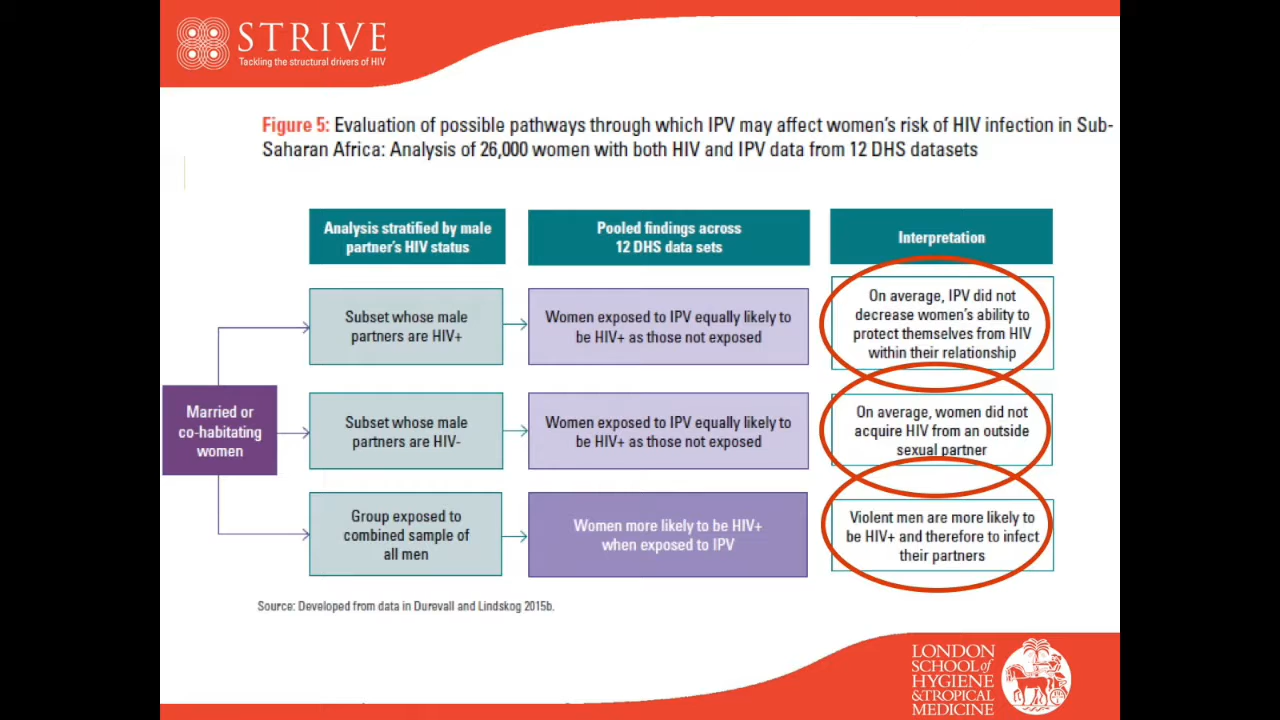 STRIVE
Tackling the structural drivers of HIV
Figure 5: Evaluation of possible pathways through which IPV may affect women's risk of HIV infection in Sub-
Saharan Africa: Analysis of 26,000 women with both HIV and IPV data from 12 DHS datasets
Analysis stratified by male
partner's HIV status
Pooled findings across
12 DHS data sets
Interpretation
Subset whose male
partners are HIV+
Women exposed to IPV equally likely to
be HIV+ as those not exposed
On average, IPV did not
decrease women's ability to
protect themselves from HIV
within their relationship
Married or
co-habitating
women
Subset whose male
partners are HIV-
Women exposed to IPV equally likely to
be HIV+ as those not exposed
On average, women did not
acquire HIV from an outside
sexual partner
Group exposed to
combined sample of
all men
Women more likely to be HIV+
when exposed to IPV
Violent men are more likely to
be HIV+ and therefore to infect
their partners
Source: Developed from data in Durevall and Lindskog 2015b.
LONDON
SCHOOL of
HYGIENE
& TROPICAL
MEDICINE